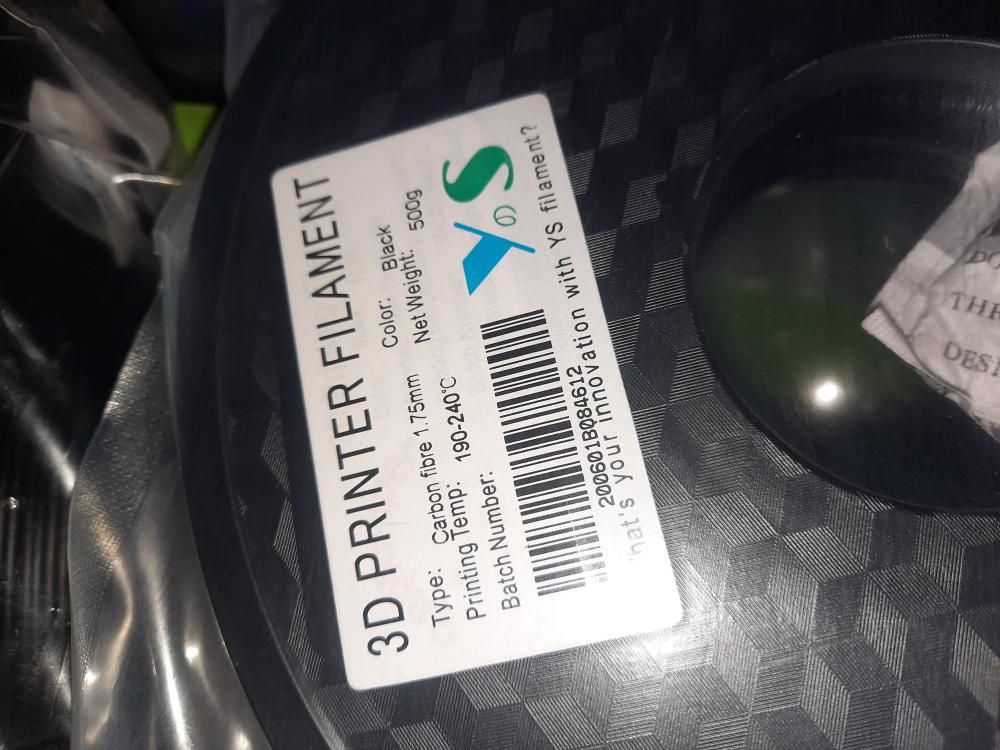 3D PRINTER FILAMENT
Type: Carbon fibre 1.75mm Color: Black
Printing Temp: 190-240°C Net Weight: 500g
Batch Number:
YS
200601B084612
hat's your innovation with YS filament?
THR
DES